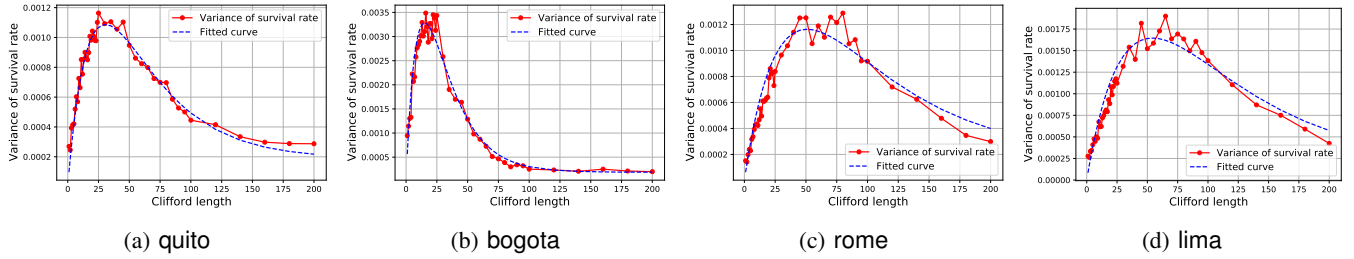 Variance of survival rate
0.0012
0.0010
0.0008
0.0006
0.0004
0.0002
0 25 50 75 100 125 150 175 200
Clifford length
Variance of survival rate
Fitted curve
(a) quito
Variance of survival rate
0.0035
0.0030
0.0025
0.0020
0.0015
0.0010
0.0005
0 25 50 75 100 125 150 175 200
Clifford length
Variance of survival rate
Fitted curve
(b) bogota
Variance of survival rate
0.0012
0.0010
0.0008
0.0006
0.0004
0.0002
0 25 50 75 100 125 150 175 200
Clifford length
Variance of survival rate
Fitted curve
(c) rome
Variance of survival rate
0.00175
0.00150
0.00125
0.00100
0.00075
0.00050
0.00025
0.00000
0 25 50 75 100 125 150 175 200
Clifford length
Variance of survival rate
Fitted curve
(d) lima